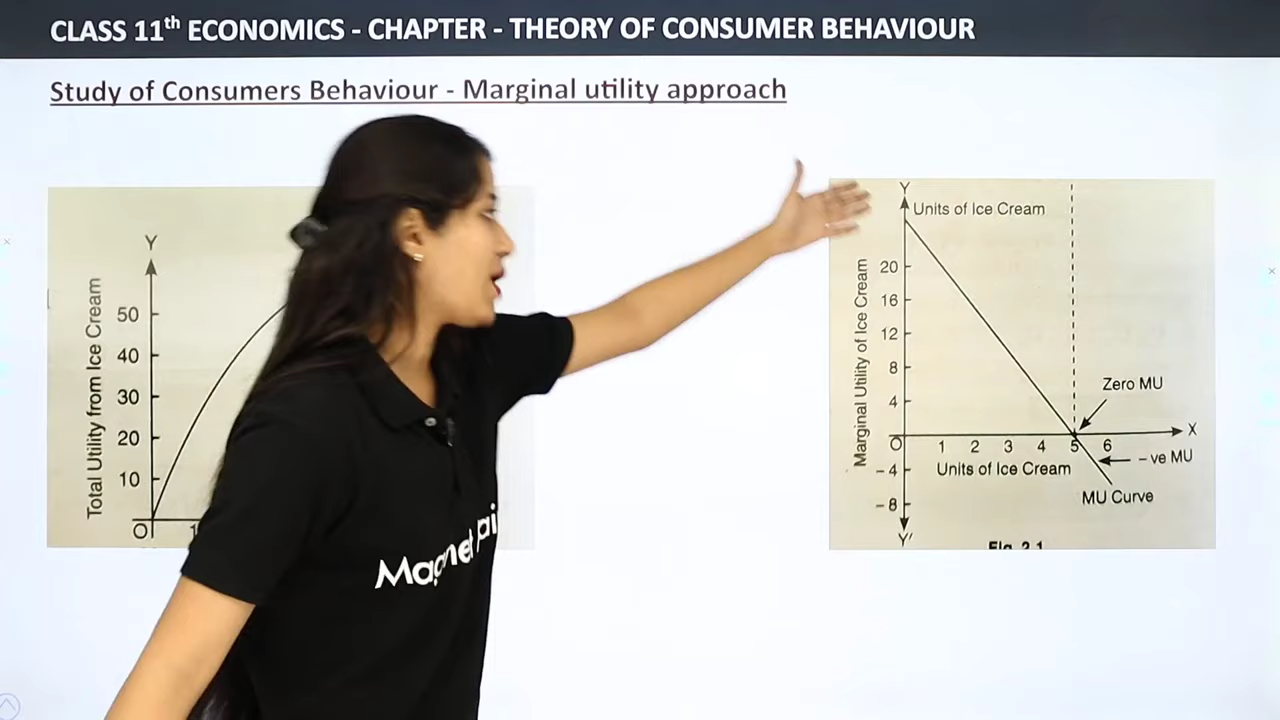 CLASS 11th ECONOMICS - CHAPTER - THEORY OF CONSUMER BEHAVIOUR
Study of Consumers Behaviour - Marginal utility approach
Y
Total Utility from Ice Cream
50
40
30
20
10
O
1
Y
Units of Ice Cream
Marginal Utility of Ice Cream
20
16
12
8
4
O
1 2 3 4 5 6
X
Zero MU
Units of Ice Cream
– ve MU
– 4
MU Curve
– 8
Y'